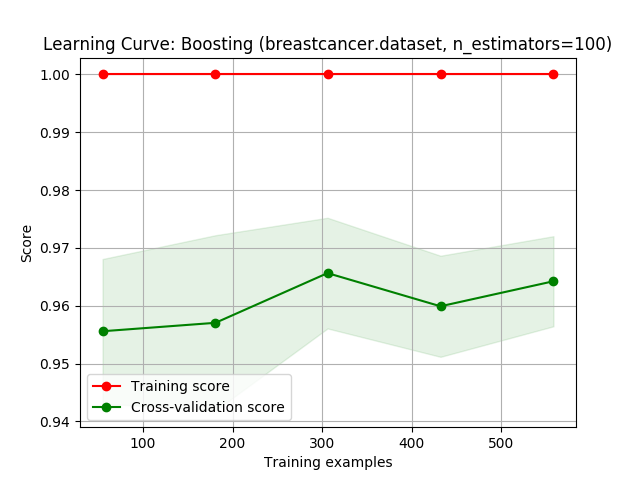 Learning Curve: Boosting (breastcancer.dataset, n_estimators=100)
1.00
0.99
0.98
0.97
0.96
0.95
0.94
Score
Training score
Cross-validation score
100 200 300 400 500
Training examples